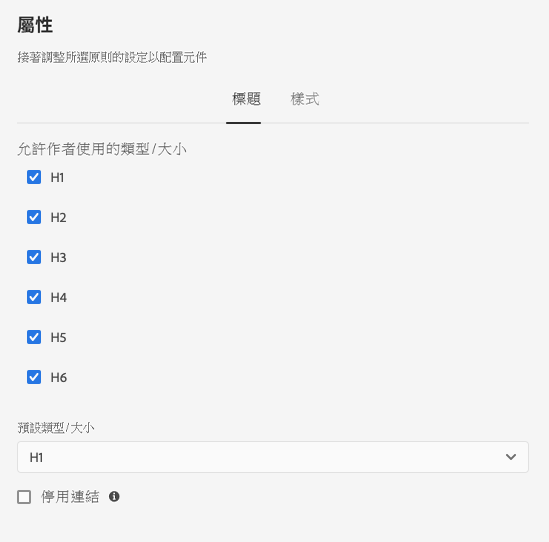 屬性
接著調整所選原則的設定以配置元件
標題
樣式
允許作者使用的類型/大小
H1
H2
H3
H4
H5
H6
預設類型/大小
H1
停用連結